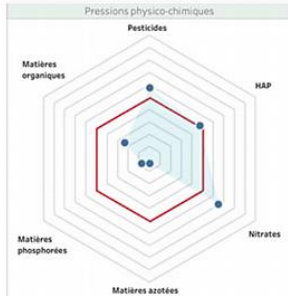 Pressions physico-chimiques
Pesticides
Matières
organiques
HAP
Nitrates
Matières
phosphorées
Matières azotées